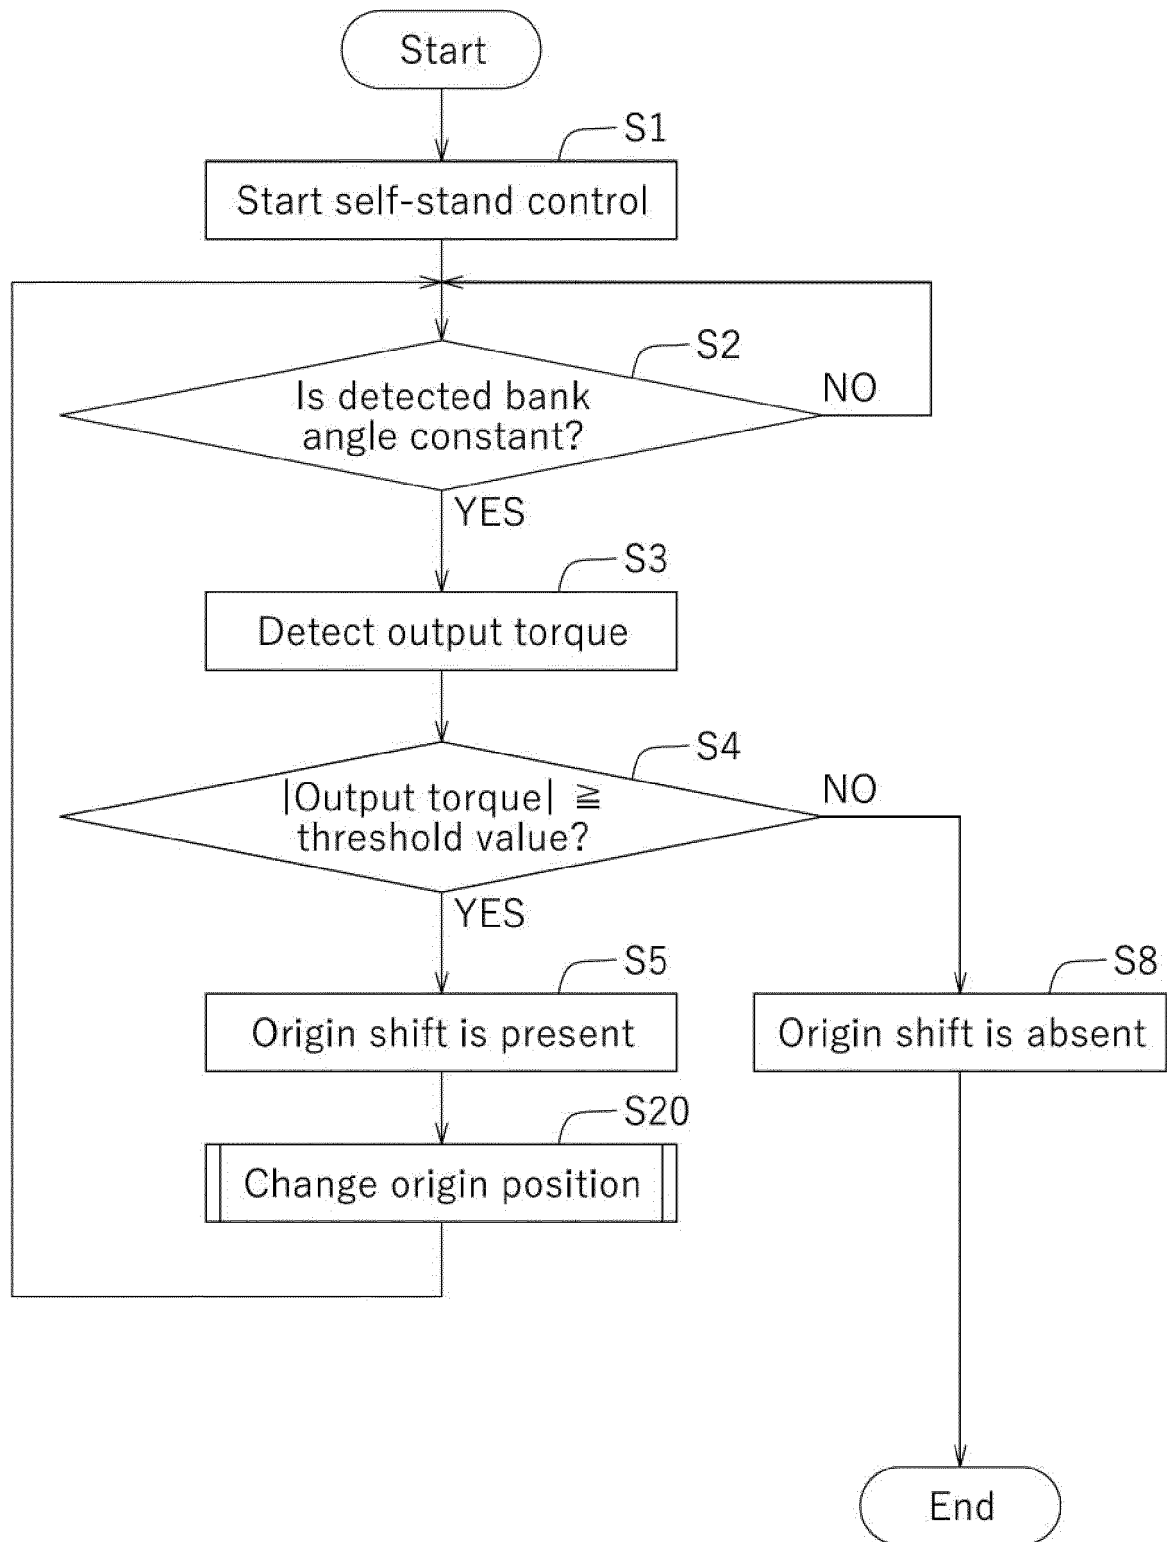 Start
S1
Start self-stand control
S2
Is detected bank
angle constant?
NO
YES
S3
Detect output torque
S4
|Output torque| ≧
threshold value?
NO
YES
S5
Origin shift is present
S8
Origin shift is absent
S20
Change origin position
End